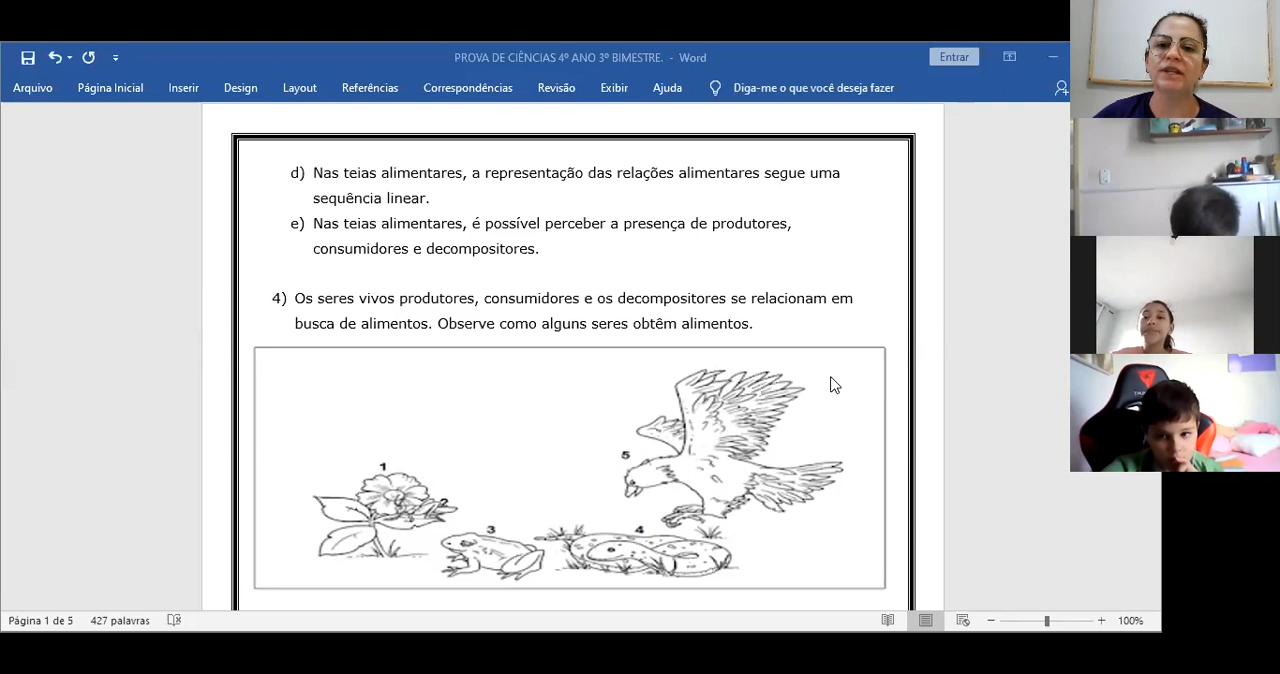 PROVA DE CIÊNCIAS 4º ANO 3º BIMESTRE. - Word
Entrar
Arquivo Página Inicial Inserir Design Layout Referências Correspondências Revisão Exibir Ajuda Diga-me o que você deseja fazer
d) Nas teias alimentares, a representação das relações alimentares segue uma
sequência linear.
e) Nas teias alimentares, é possível perceber a presença de produtores,
consumidores e decompositores.
4) Os seres vivos produtores, consumidores e os decompositores se relacionam em
busca de alimentos. Observe como alguns seres obtêm alimentos.
1
2
3
4
5
Página 1 de 5 427 palavras 100%